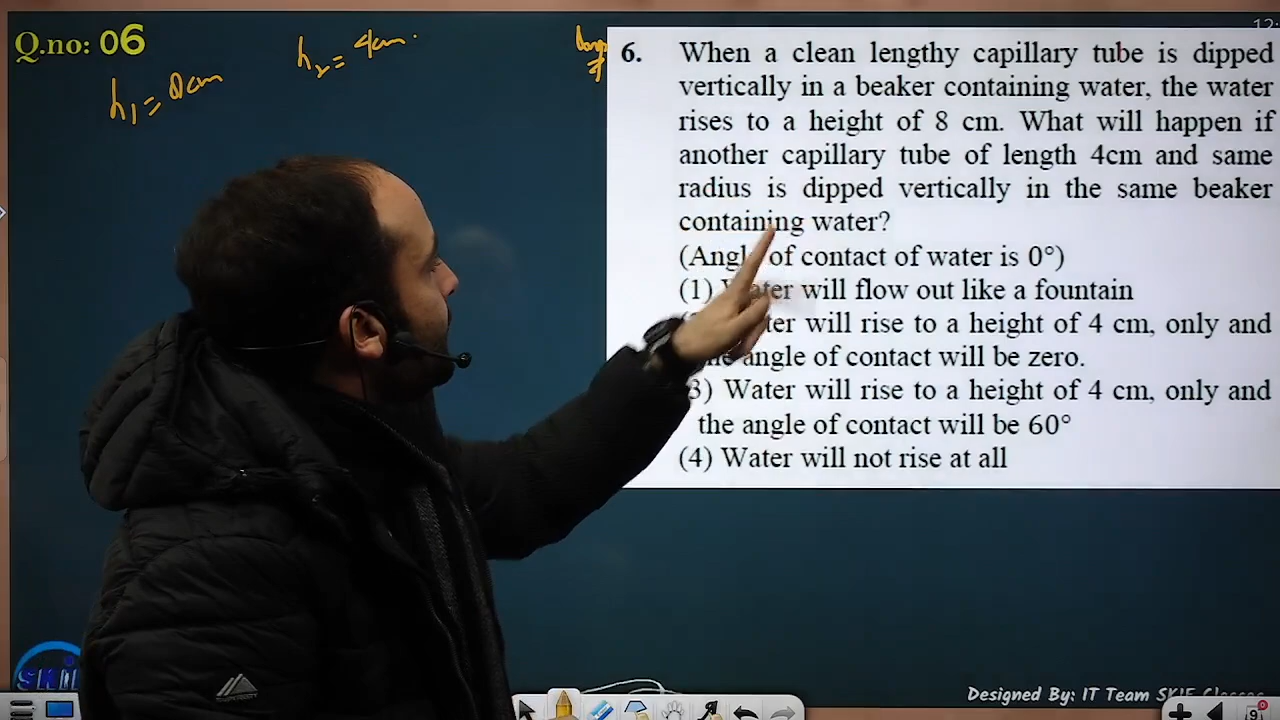 Q.no: 06
h₁ = 8cm
h₂ = 4cm.
12:
6. When a clean lengthy capillary tube is dipped
vertically in a beaker containing water, the water
rises to a height of 8 cm. What will happen if
another capillary tube of length 4cm and same
radius is dipped vertically in the same beaker
containing water?
(Angle of contact of water is 0°)
(1) Water will flow out like a fountain
will rise to a height of 4 cm, only and
angle of contact will be zero.
3) Water will rise to a height of 4 cm, only and
the angle of contact will be 60°
(4) Water will not rise at all
Designed By: IT Team SKIE Classes